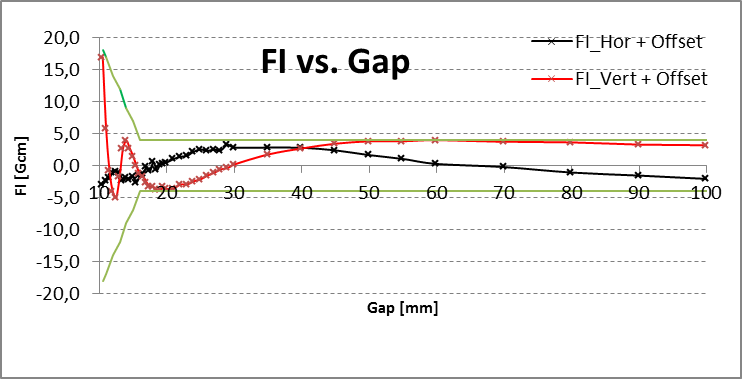 FI vs. Gap
FI_Hor + Offset
FI_Vert + Offset
20,0
15,0
10,0
5,0
0,0
-5,0
-10,0
-15,0
-20,0
FI [Gcm]
10 20 30 40 50 60 70 80 90 100
Gap [mm]